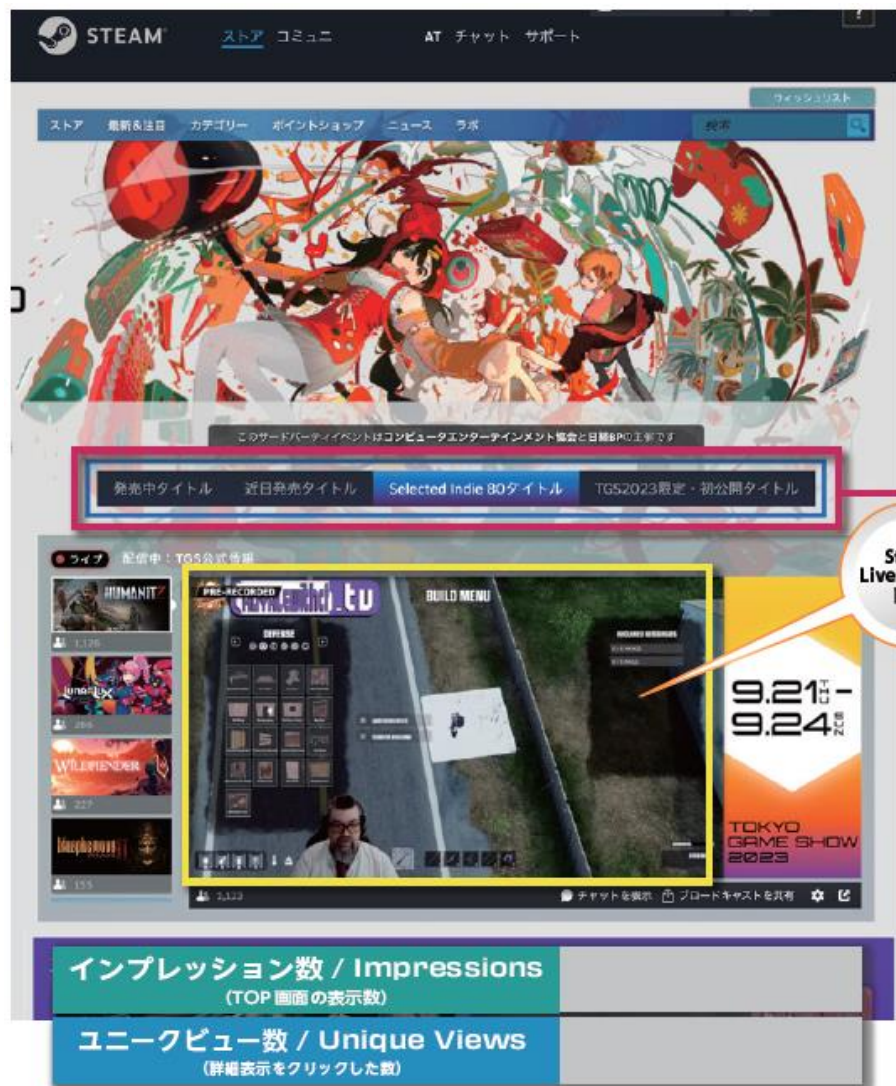 STEAM
ストア コミュニ AT チャット サポート
?
ウィッシュリスト
ストア 最新&注目 カテゴリー ポイントショップ ニュース ラボ 検索
このサードパーティイベントはコンピュータエンターテインメント協会と日経BPの主催です
発売中タイトル 近日発売タイトル Selected Indie 80タイトル TGS2023限定・初公開タイトル
ライブ 配信中：TGS公式情報
HUMANITZ
1,126
LUNARLUX
266
WILDMENDER
227
blasphemous
155
PRE-RECORDED
BUILD MENU
DEFENSE
2,123
チャットを表示 ブロードキャストを共有
Live
9.21 THU -
9.24 SUN
TOKYO
GAME SHOW
2023
インプレッション数 / Impressions
(TOP 画面の表示数)
ユニークビュー数 / Unique Views
(詳細表示をクリックした数)